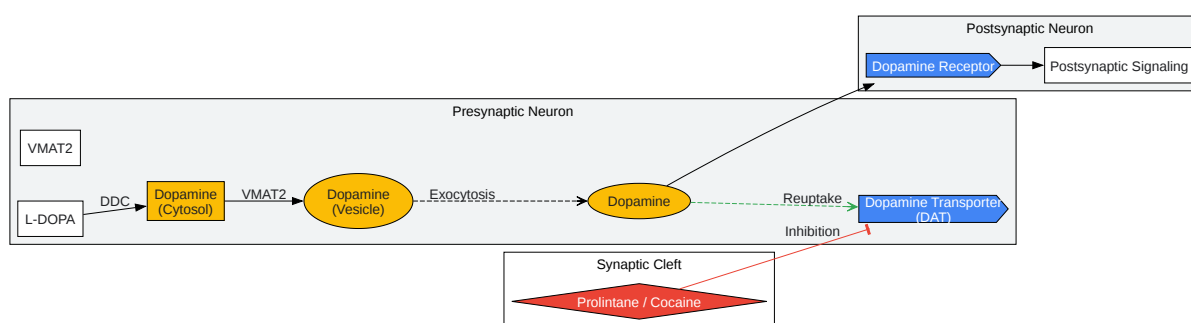 Postsynaptic Neuron
Dopamine Receptor
Postsynaptic Signaling
Presynaptic Neuron
VMAT2
L-DOPA
DDC
Dopamine
(Cytosol)
VMAT2
Dopamine
(Vesicle)
Exocytosis
Dopamine
Reuptake
Dopamine Transporter
(DAT)
Inhibition
Synaptic Cleft
Prolintane / Cocaine